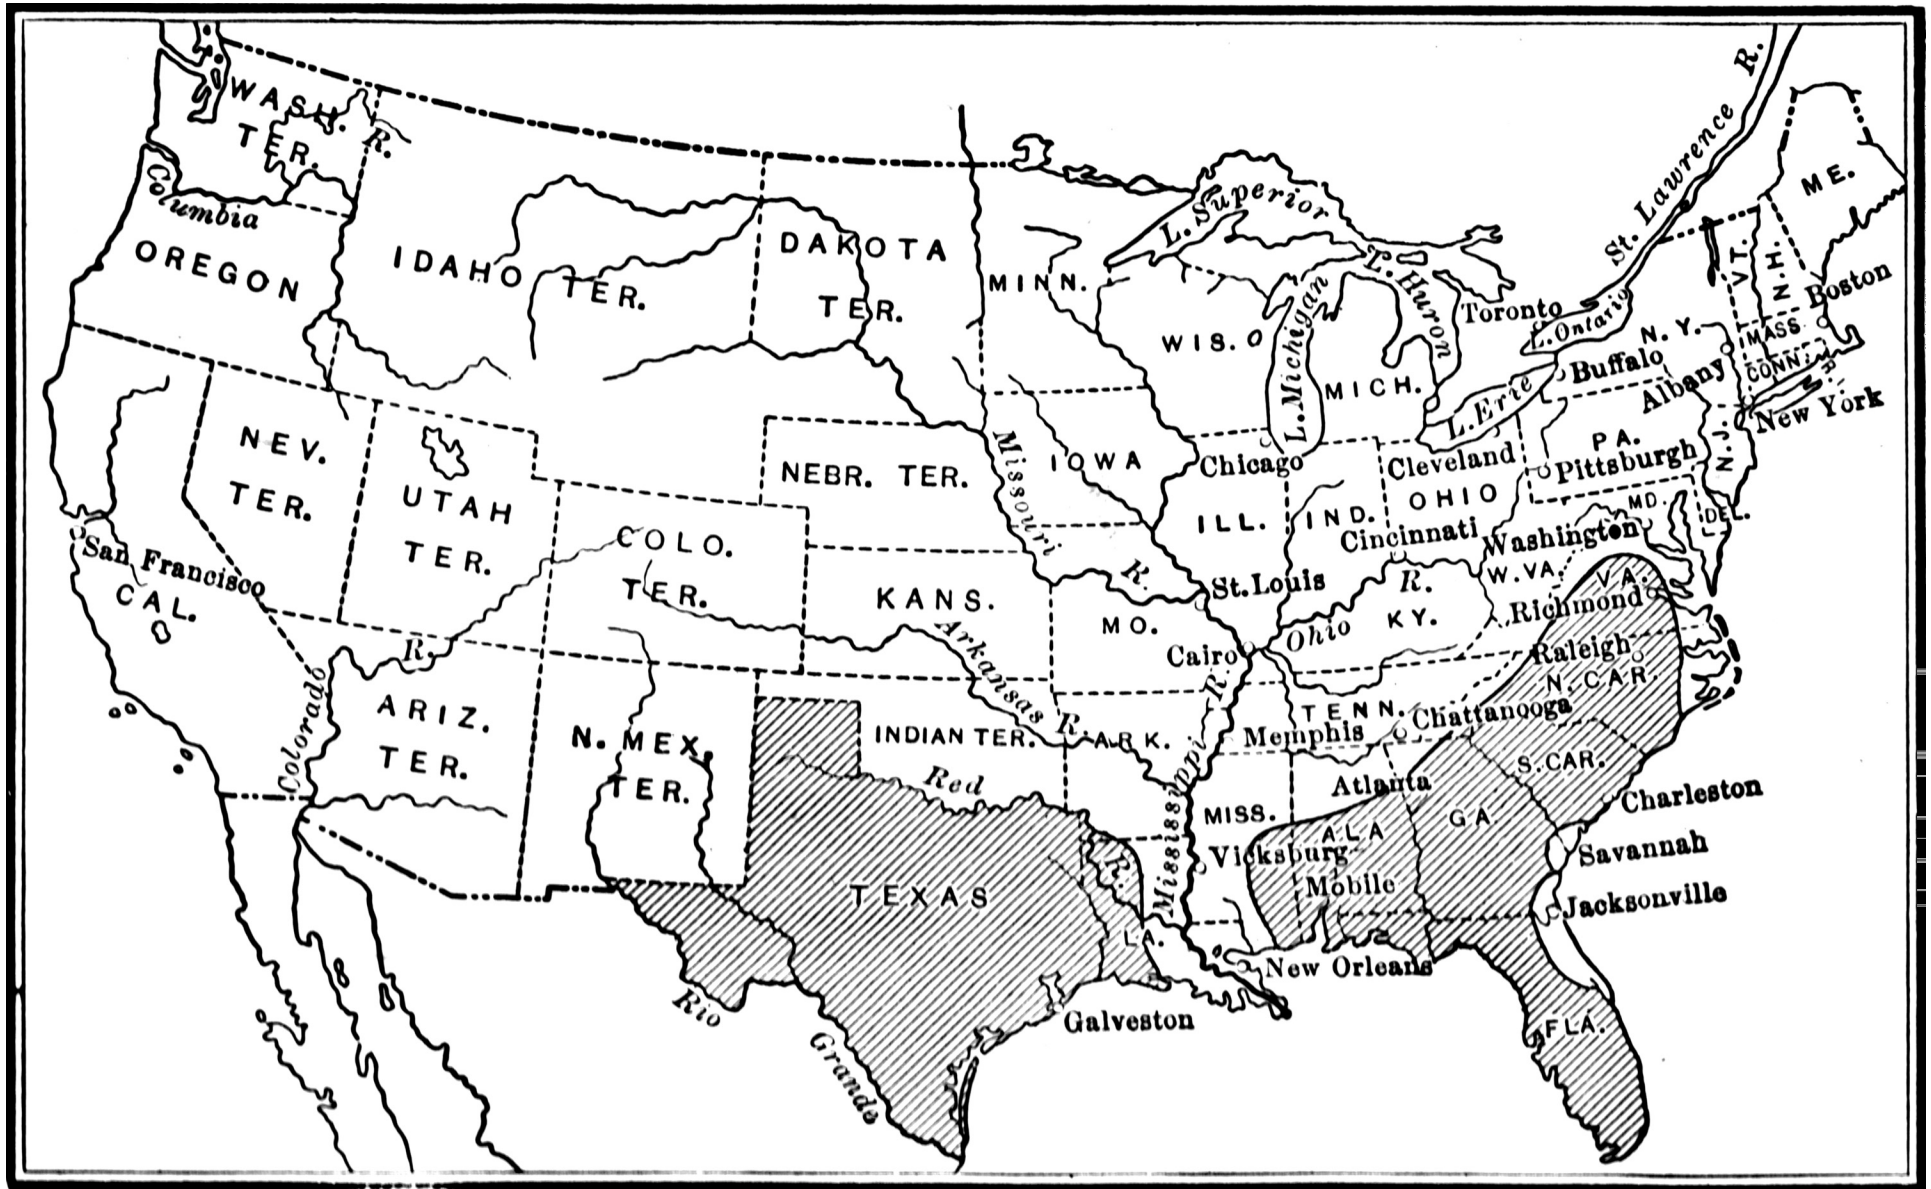 WASH.
TER.
R.
Columbia
OREGON
IDAHO
TER.
DAKOTA
TER.
MINN.
L. Superior
WIS.
L. Michigan
L. Huron
MICH.
Toronto
L. Ontario
St. Lawrence R.
ME.
VT.
N.H.
Boston
MASS.
CONN.
R.I.
N.Y.
Buffalo
Albany
New York
L. Erie
PA.
Pittsburgh
N.J.
Cleveland
OHIO
MD.
DEL.
NEV.
TER.
UTAH
TER.
NEBR. TER.
IOWA
Missouri
R.
Chicago
ILL.
IND.
Cincinnati
Washington
San Francisco
CAL.
COLO.
TER.
KANS.
MO.
St. Louis
Cairo
Ohio
R.
KY.
W. VA.
VA.
Richmond
Raleigh
N. CAR.
Colorado
R.
ARIZ.
TER.
N. MEX.
TER.
Arkansas
R.
INDIAN TER.
ARK.
Red
R.
Mississippi
R.
TENN.
Memphis
Chattanooga
S. CAR.
Charleston
Atlanta
MISS.
ALA
GA.
Savannah
Vicksburg
Mobile
Jacksonville
TEXAS
LA.
New Orleans
Galveston
Rio
Grande
FLA.